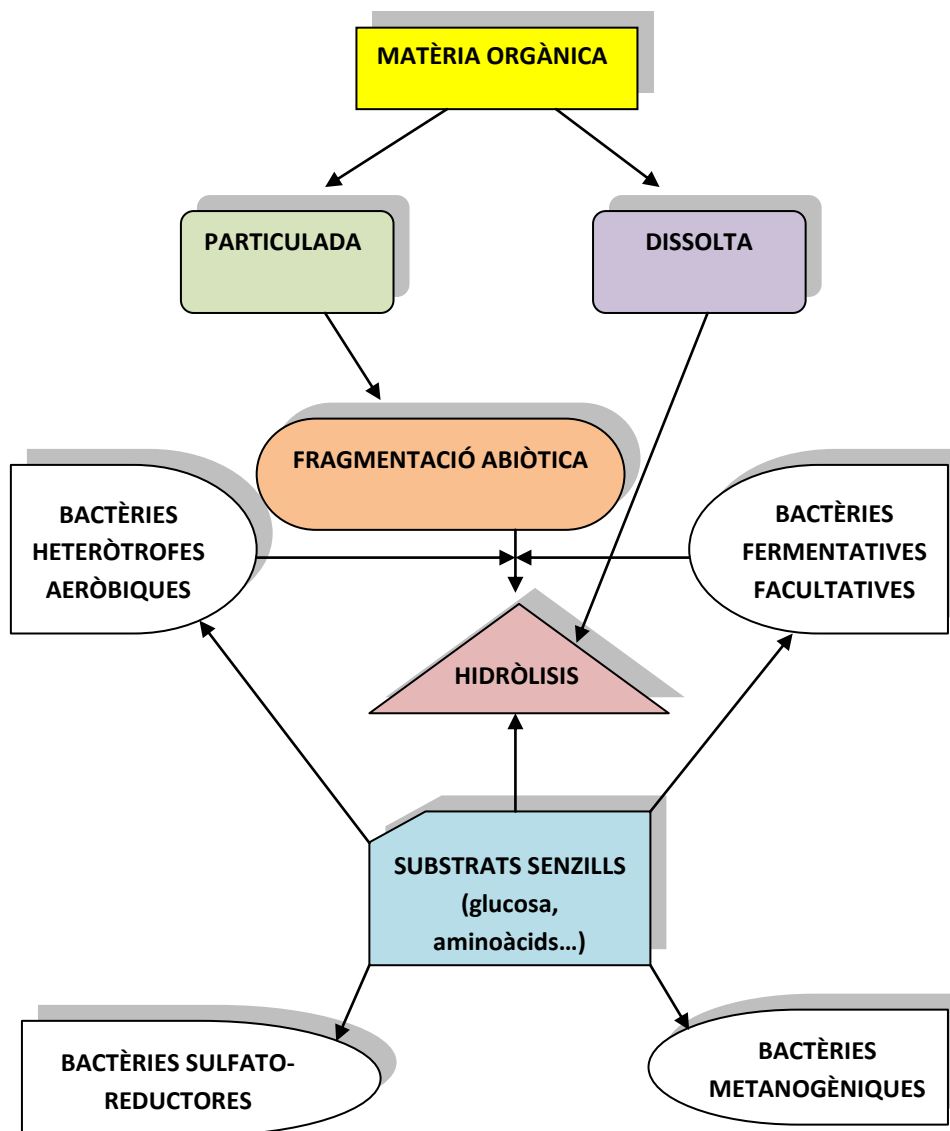 MATÈRIA ORGÀNICA
PARTICULADA
DISSOLTA
FRAGMENTACIÓ ABIÒTICA
BACTÈRIES
HETERÒTROFES
AERÒBIQUES
BACTÈRIES
FERMENTATIVES
FACULTATIVES
HIDRÒLISIS
SUBSTRATS SENZILLS
(glucosa,
aminoàcids…)
BACTÈRIES SULFATO-
REDUCTORES
BACTÈRIES
METANOGÈNIQUES